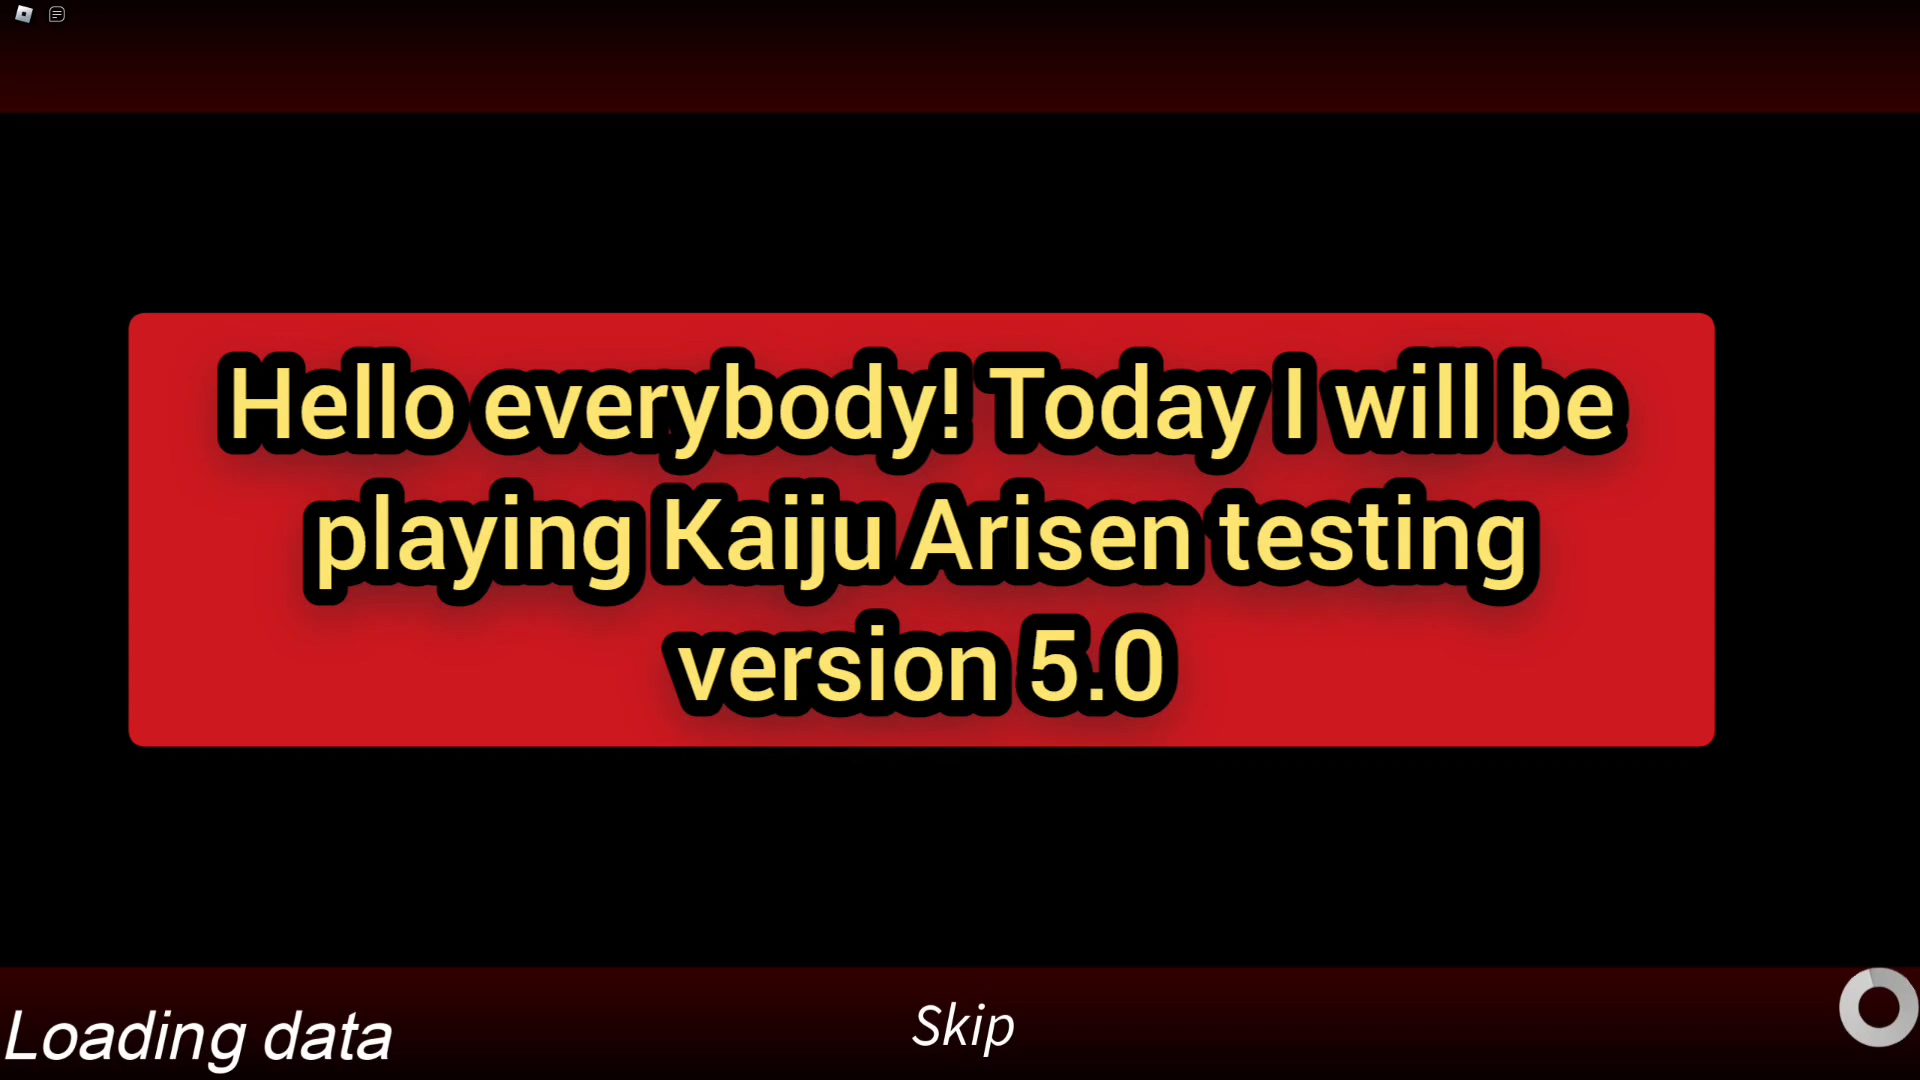 Hello everybody! Today I will be
playing Kaiju Arisen testing
version 5.0
Loading data
Skip